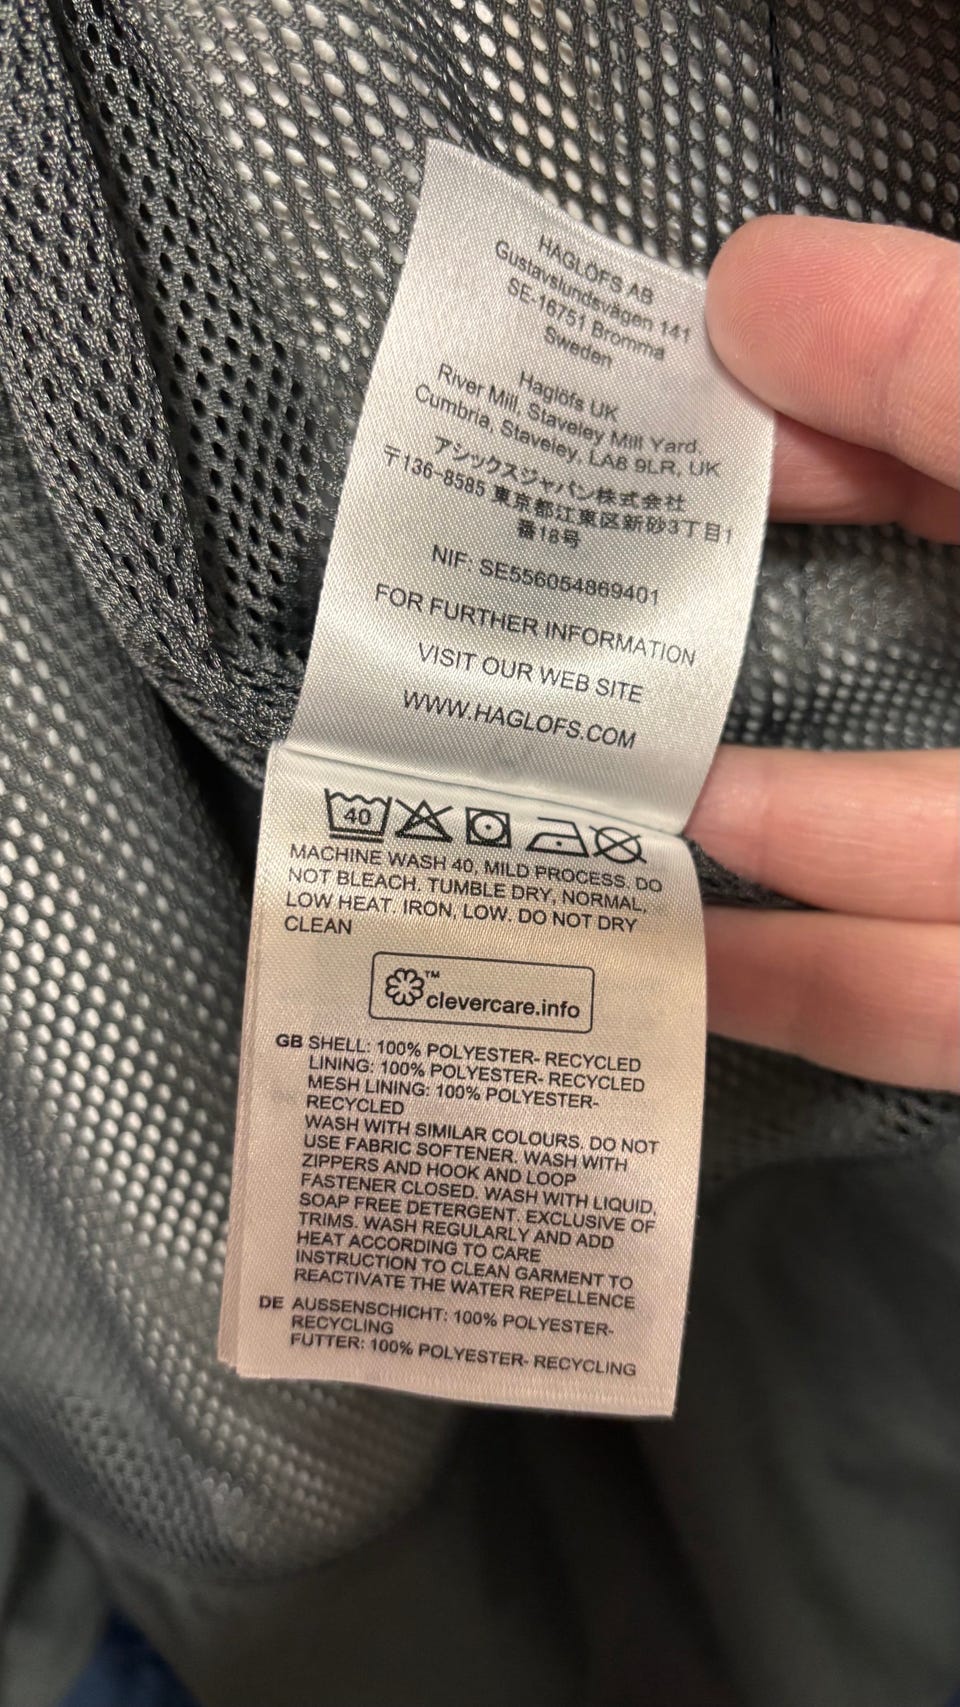 HAGLÖFS AB
Gustavslundsvägen 141
SE-16751 Bromma
Sweden
Haglöfs UK
River Mill, Staveley Mill Yard.
Cumbria, Staveley, LA8 9LR, UK
アシックスジャパン株式会社
〒136-8585 東京都江東区新砂3丁目1
番18号
NIF: SE556054869401
FOR FURTHER INFORMATION
VISIT OUR WEB SITE
WWW.HAGLOFS.COM
40
MACHINE WASH 40, MILD PROCESS. DO
NOT BLEACH. TUMBLE DRY, NORMAL,
LOW HEAT. IRON, LOW. DO NOT DRY
CLEAN
™
clevercare.info
GB SHELL: 100% POLYESTER- RECYCLED
LINING: 100% POLYESTER- RECYCLED
MESH LINING: 100% POLYESTER-
RECYCLED
WASH WITH SIMILAR COLOURS. DO NOT
USE FABRIC SOFTENER. WASH WITH
ZIPPERS AND HOOK AND LOOP
FASTENER CLOSED. WASH WITH LIQUID,
SOAP FREE DETERGENT. EXCLUSIVE OF
TRIMS. WASH REGULARLY AND ADD
HEAT ACCORDING TO CARE
INSTRUCTION TO CLEAN GARMENT TO
REACTIVATE THE WATER REPELLENCE
DE AUSSENSCHICHT: 100% POLYESTER-
RECYCLING
FUTTER: 100% POLYESTER- RECYCLING